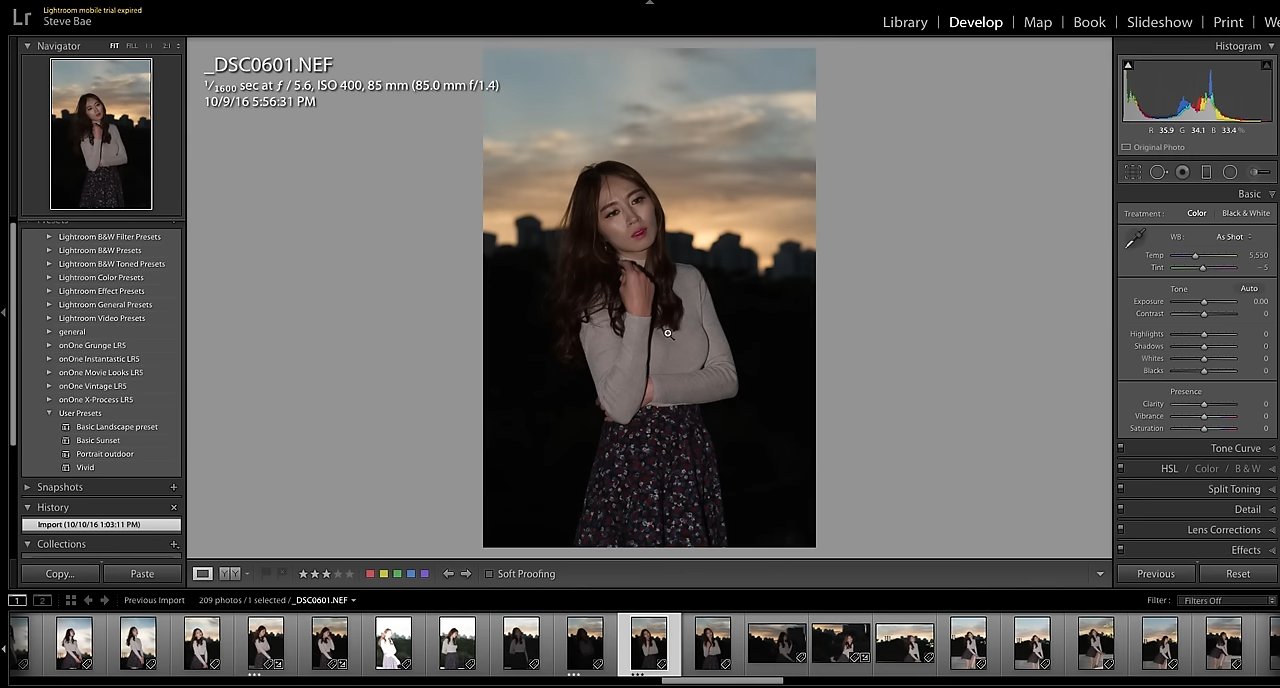 Lr
Lightroom mobile trial expired
Steve Bae
Library | Develop | Map | Book | Slideshow | Print | We
Navigator FIT FILL 1:1 2:1
Histogram
_DSC0601.NEF
1/1600 sec at f / 5.6, ISO 400, 85 mm (85.0 mm f/1.4)
10/9/16 5:56:31 PM
R 35.9 G 34.1 B 33.4 %
Original Photo
Basic
Treatment : Color Black & White
WB : As Shot
Temp 5,550
Tint - 5
Tone Auto
Exposure 0.00
Contrast 0
Highlights 0
Shadows 0
Whites 0
Blacks 0
Presence
Clarity 0
Vibrance 0
Saturation 0
Tone Curve
HSL / Color / B & W
Split Toning
Detail
Lens Corrections
Effects
Previous Reset
Presets
Lightroom B&W Filter Presets
Lightroom B&W Presets
Lightroom B&W Toned Presets
Lightroom Color Presets
Lightroom Effect Presets
Lightroom General Presets
Lightroom Video Presets
general
onOne Grunge LR5
onOne Instantastic LR5
onOne Movie Looks LR5
onOne Vintage LR5
onOne X-Process LR5
User Presets
Basic Landscape preset
Basic Sunset
Portrait outdoor
Vivid
Snapshots +
History ×
Import (10/10/16 1:03:11 PM)
Collections +
Copy... Paste
Y Y
Soft Proofing
1 2 Previous Import 209 photos / 1 selected / _DSC0601.NEF
Filter : Filters Off